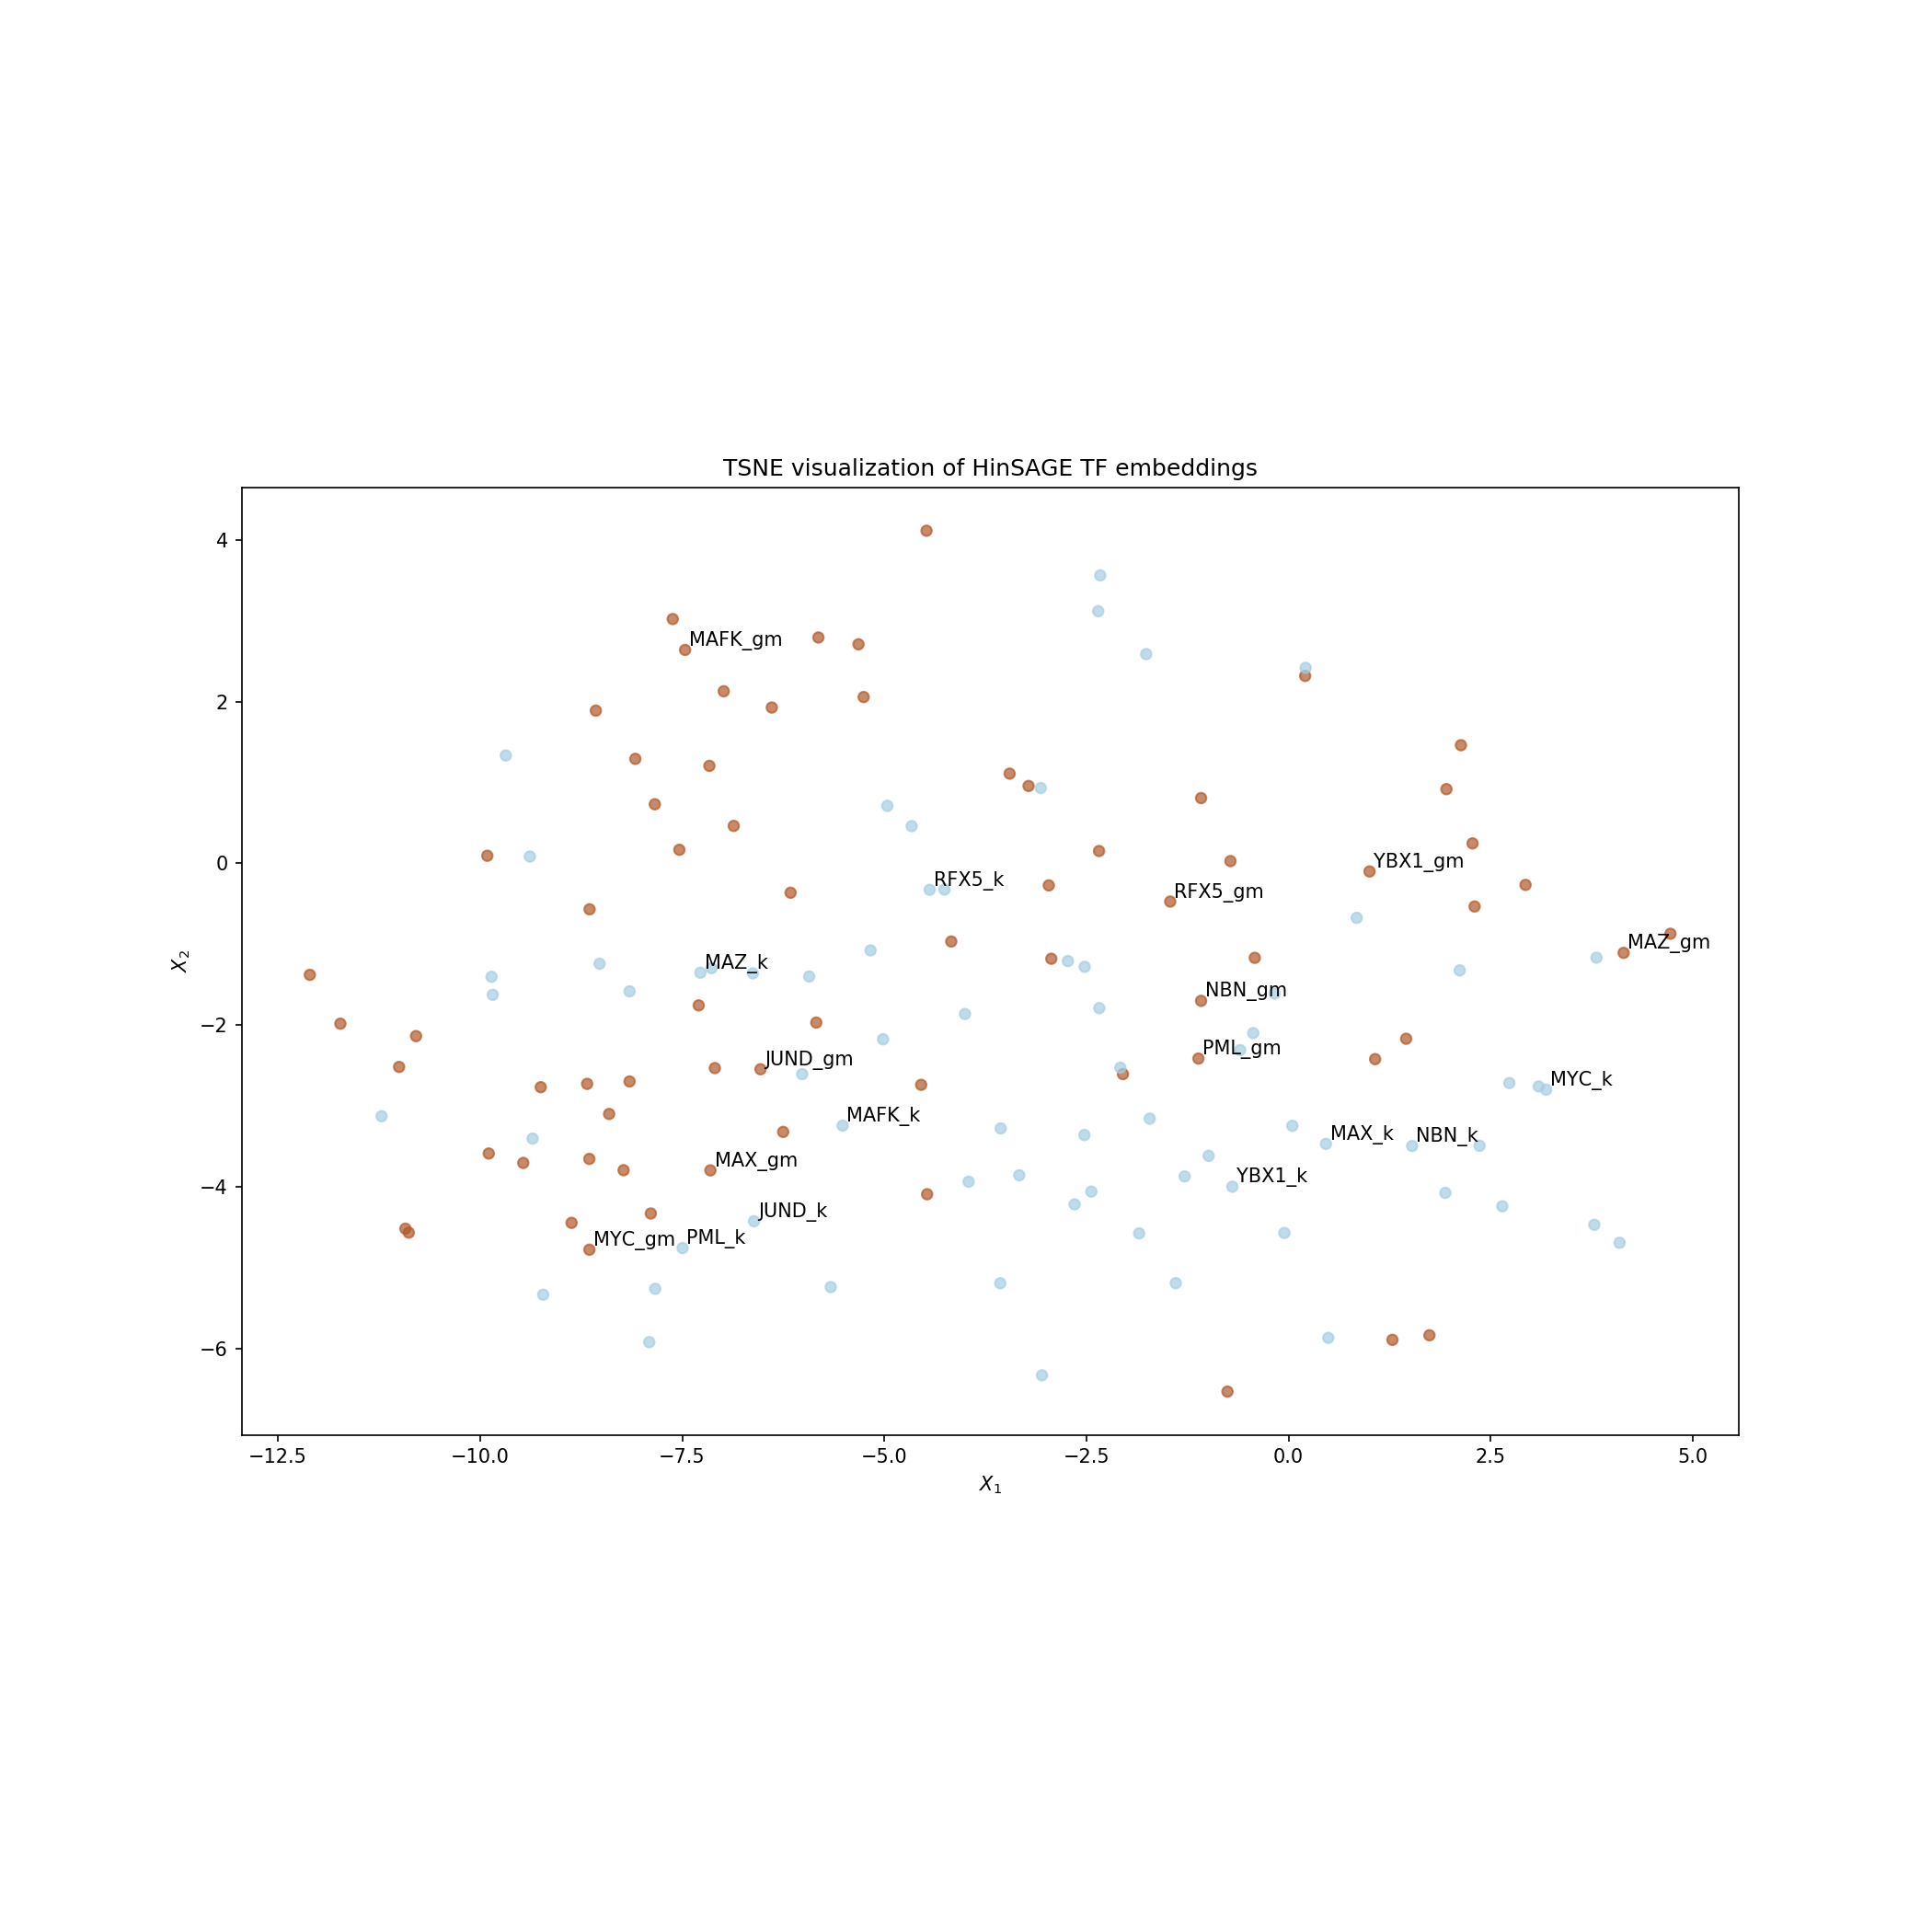 TSNE visualization of HinSAGE TF embeddings
4
MAFK_gm
2
0
YBX1_gm
RFX5_k
RFX5_gm
MAZ_gm
X2
MAZ_k
NBN_gm
−2
PML_gm
JUND_gm
MYC_k
MAFK_k
MAX_k
NBN_k
MAX_gm
YBX1_k
−4
JUND_k
MYC_gm
PML_k
−6
−12.5 −10.0 −7.5 −5.0 −2.5 0.0 2.5 5.0
X1